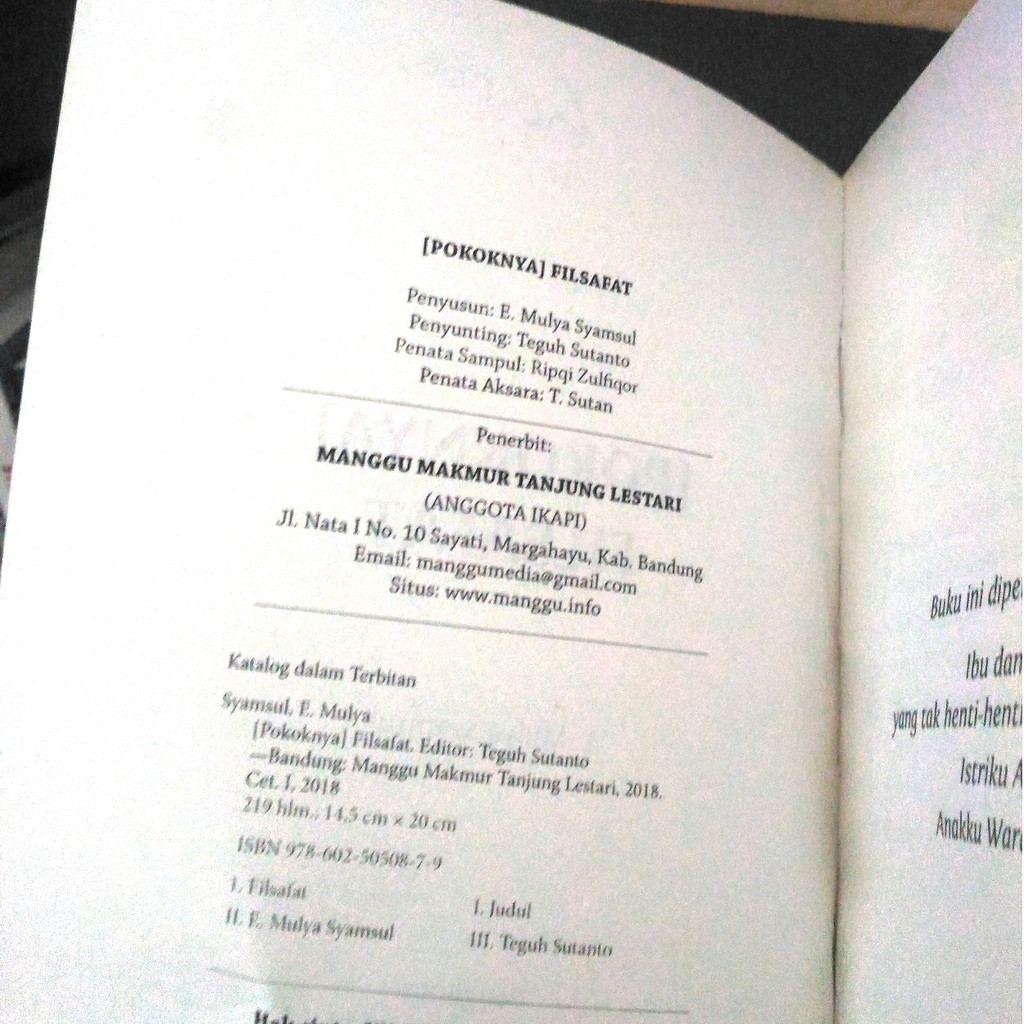 [POKOKNYA] FILSAFAT
Penyusun: E. Mulya Syamsul
Penyunting: Teguh Sutanto
Penata Sampul: Ripqi Zulfiqor
Penata Aksara: T. Sutan
Penerbit:
MANGGU MAKMUR TANJUNG LESTARI
(ANGGOTA IKAPI)
Jl. Nata I No. 10 Sayati, Margahayu, Kab. Bandung
Email: manggumedia@gmail.com
Situs: www.manggu.info
Katalog dalam Terbitan
Syamsul, E. Mulya
[Pokoknya] Filsafat. Editor: Teguh Sutanto
—Bandung: Manggu Makmur Tanjung Lestari, 2018.
Cet. I, 2018
219 hlm.; 14,5 cm × 20 cm
ISBN 978-602-50508-7-9
1. Filsafat I. Judul
II. E. Mulya Syamsul III. Teguh Sutanto
Buku ini
Ibu dan
yang tak
Istriku
Anakku